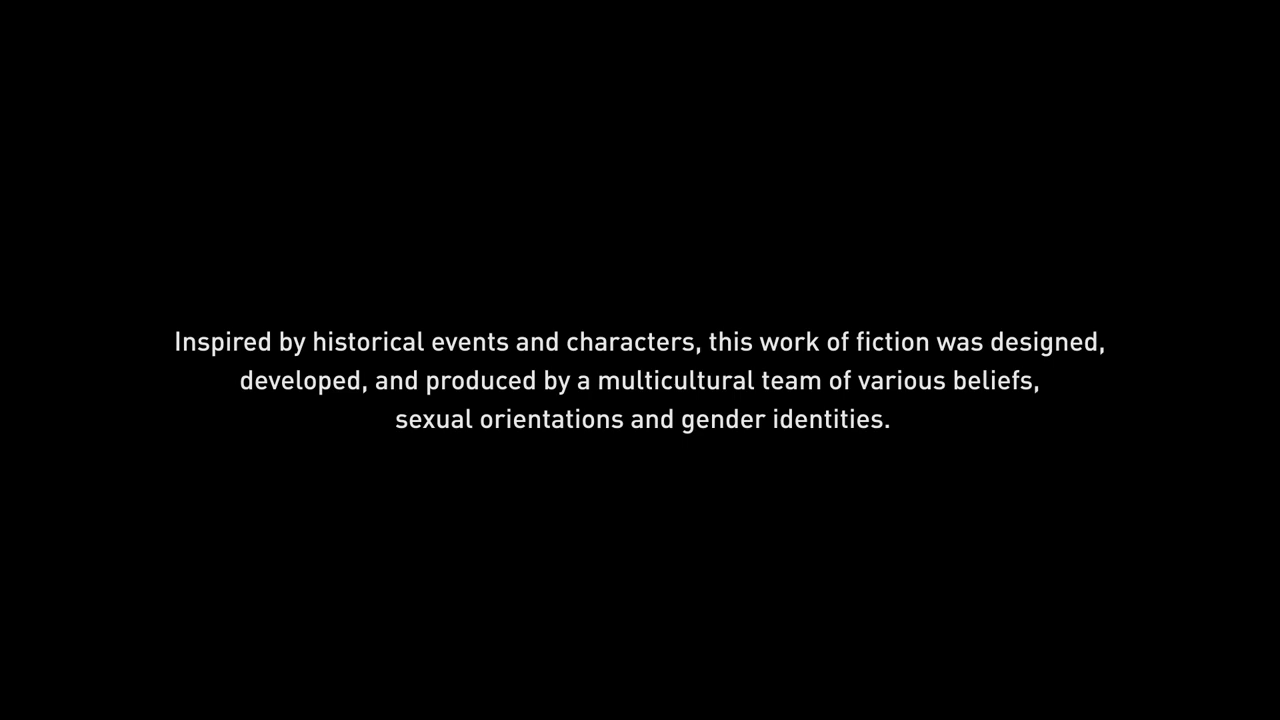 Inspired by historical events and characters, this work of fiction was designed,
developed, and produced by a multicultural team of various beliefs,
sexual orientations and gender identities.